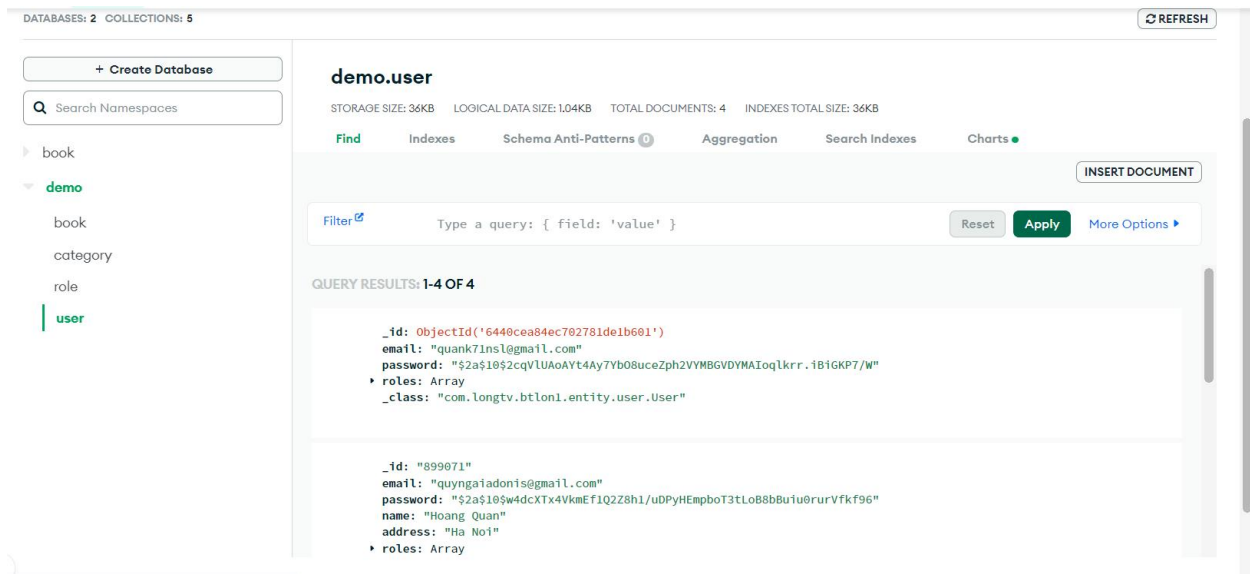 DATABASES: 2 COLLECTIONS: 5
REFRESH
+ Create Database
Search Namespaces
book
demo
book
category
role
user
demo.user
STORAGE SIZE: 36KB LOGICAL DATA SIZE: 1.04KB TOTAL DOCUMENTS: 4 INDEXES TOTAL SIZE: 36KB
Find Indexes Schema Anti-Patterns 0 Aggregation Search Indexes Charts
INSERT DOCUMENT
Filter Type a query: { field: 'value' } Reset Apply More Options
QUERY RESULTS: 1-4 OF 4
_id: ObjectId('6440cea84ec702781de1b601')
email: "quank71nsl@gmail.com"
password: "$2a$10$2cqVlUAoAYt4Ay7YbO8uceZph2VYMBGVDYMAIoqlkrr.iBiGKP7/W"
roles: Array
_class: "com.longtv.btlon1.entity.user.User"
_id: "899071"
email: "quyngaiadonis@gmail.com"
password: "$2a$10$w4dcXTx4VkmEf1Q2Z8h1/uDPyHEmpboT3tLoB8bBuiu0rurVfkf96"
name: "Hoang Quan"
address: "Ha Noi"
roles: Array